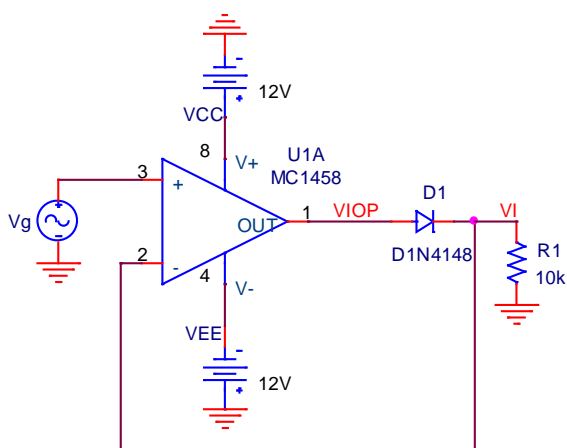 -
12V
+
VCC
8
V+
U1A
MC1458
3
+
Vg
+
-
OUT
1
VIOP
D1
D1N4148
VI
R1
10k
2
-
4
V-
VEE
-
12V
+